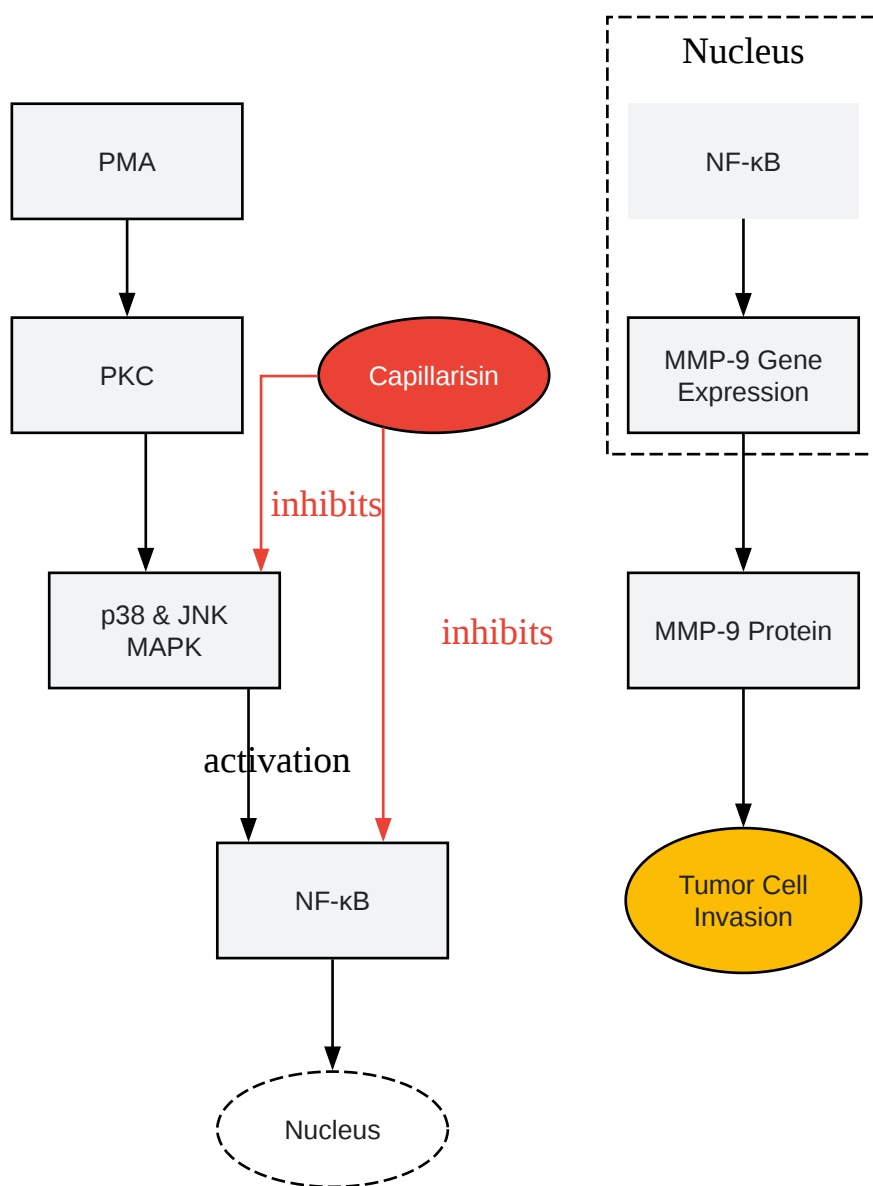 Nucleus
PMA
NF-κB
PKC
Capillarisin
MMP-9 Gene
Expression
inhibits
p38 & JNK
MAPK
inhibits
MMP-9 Protein
activation
NF-κB
Tumor Cell
Invasion
Nucleus